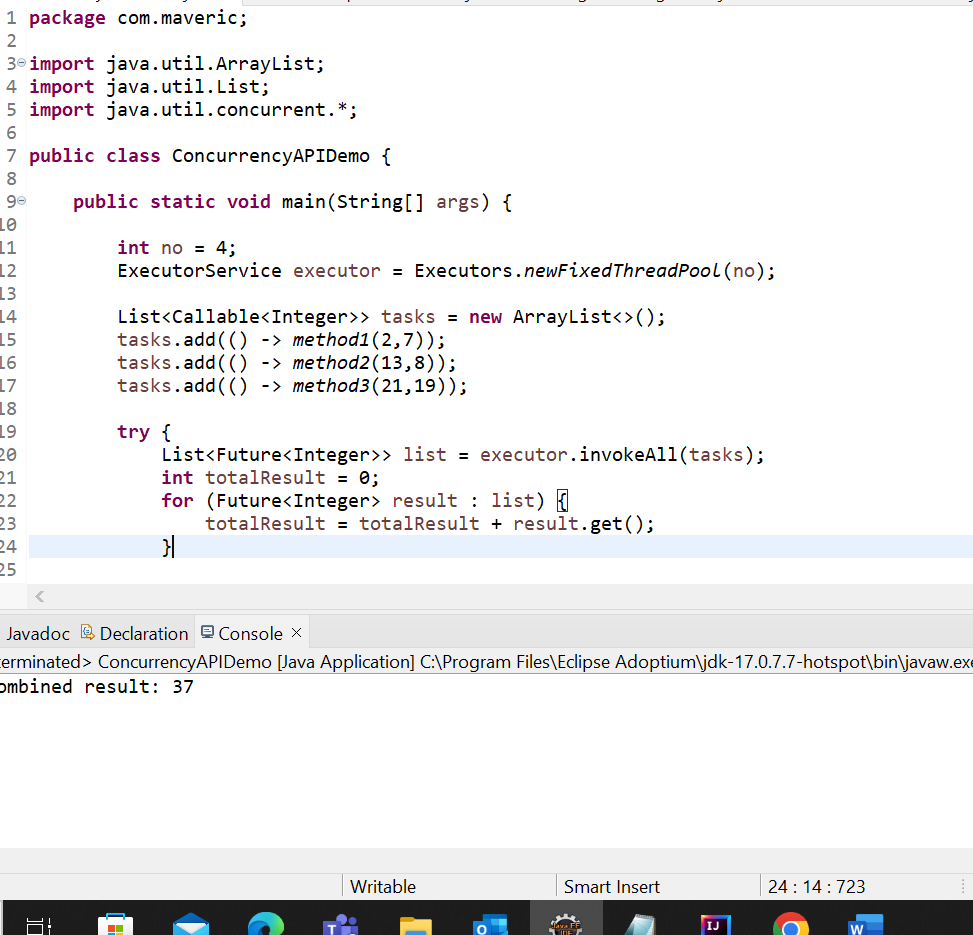 1 package com.maveric;
2
3 import java.util.ArrayList;
4 import java.util.List;
5 import java.util.concurrent.*;
6
7 public class ConcurrencyAPIDemo {
8
9 public static void main(String[] args) {
10
11 int no = 4;
12 ExecutorService executor = Executors.newFixedThreadPool(no);
13
14 List<Callable<Integer>> tasks = new ArrayList<>();
15 tasks.add(() -> method1(2,7));
16 tasks.add(() -> method2(13,8));
17 tasks.add(() -> method3(21,19));
18
19 try {
20 List<Future<Integer>> list = executor.invokeAll(tasks);
21 int totalResult = 0;
22 for (Future<Integer> result : list) {
23 totalResult = totalResult + result.get();
24 }
25
Javadoc Declaration Console
erminated> ConcurrencyAPIDemo [Java Application] C:\Program Files\Eclipse Adoptium\jdk-17.0.7.7-hotspot\bin\javaw.exe
ombined result: 37
Writable Smart Insert 24 : 14 : 723
T O Java EE IDE IJ W